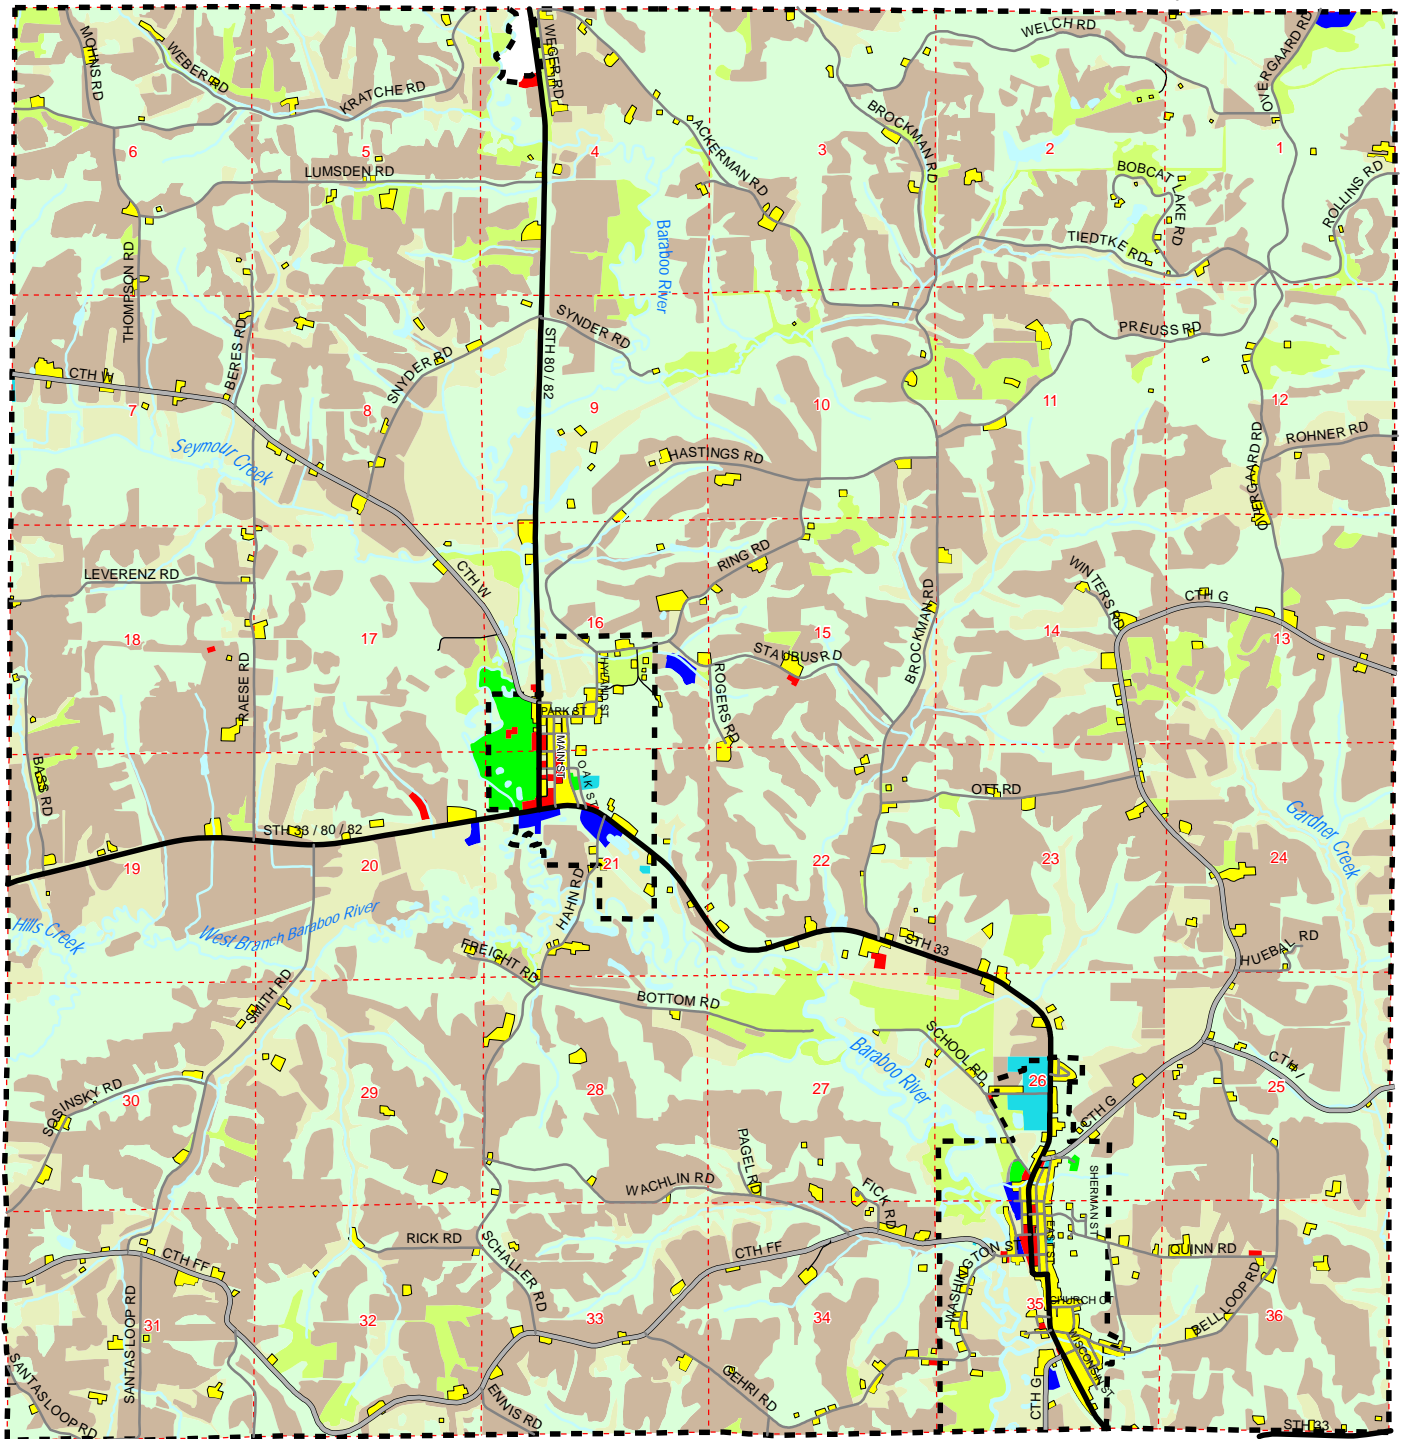 MOHNS RD
WEBER RD
KRATCHE RD
WEGER RD
WELCH RD
OVERGAARD RD
ACKERMAN RD
BROCKMAN RD
6
5
4
3
2
1
LUMSDEN RD
BOBCAT LAKE RD
ROLLINS RD
Baraboo River
TIEDTKE RD
THOMPSON RD
BERES RD
SNYDER RD
SYNDER RD
STH 80 / 82
PREUSS RD
CTH W
7
8
9
10
11
12
Seymour Creek
HASTINGS RD
OVERGAARD RD
ROHNER RD
LEVERENZ RD
CTH W
RING RD
BROCKMAN RD
WINTERS RD
CTH G
18
17
16
15
14
13
RAESE RD
THYLAND ST
STAUBUS RD
ROGERS RD
PARK ST
MAIN ST
OAK ST
BASS RD
OTT RD
Gardner Creek
STH 33 / 80 / 82
19
20
21
22
23
24
Hills Creek
West Branch Baraboo River
HAHN RD
FREIGHT RD
STH 33
HUEBAL RD
SMITH RD
BOTTOM RD
SCHOOL RD
Baraboo River
CTH I
SOSINSKY RD
30
29
28
27
26
25
CTH G
PAGEL RD
WACHLIN RD
FICK RD
SHERMAN ST
RICK RD
SCHALLER RD
CTH FF
CTH FF
WASHINGTON ST
EAST ST
QUINN RD
BELL LOOP RD
SANTAS LOOP RD
31
32
33
34
35
36
CHURCH CT
WISCONSIN ST
SANTAS LOOP RD
ENNIS RD
GEHRI RD
CTH G
STH 33